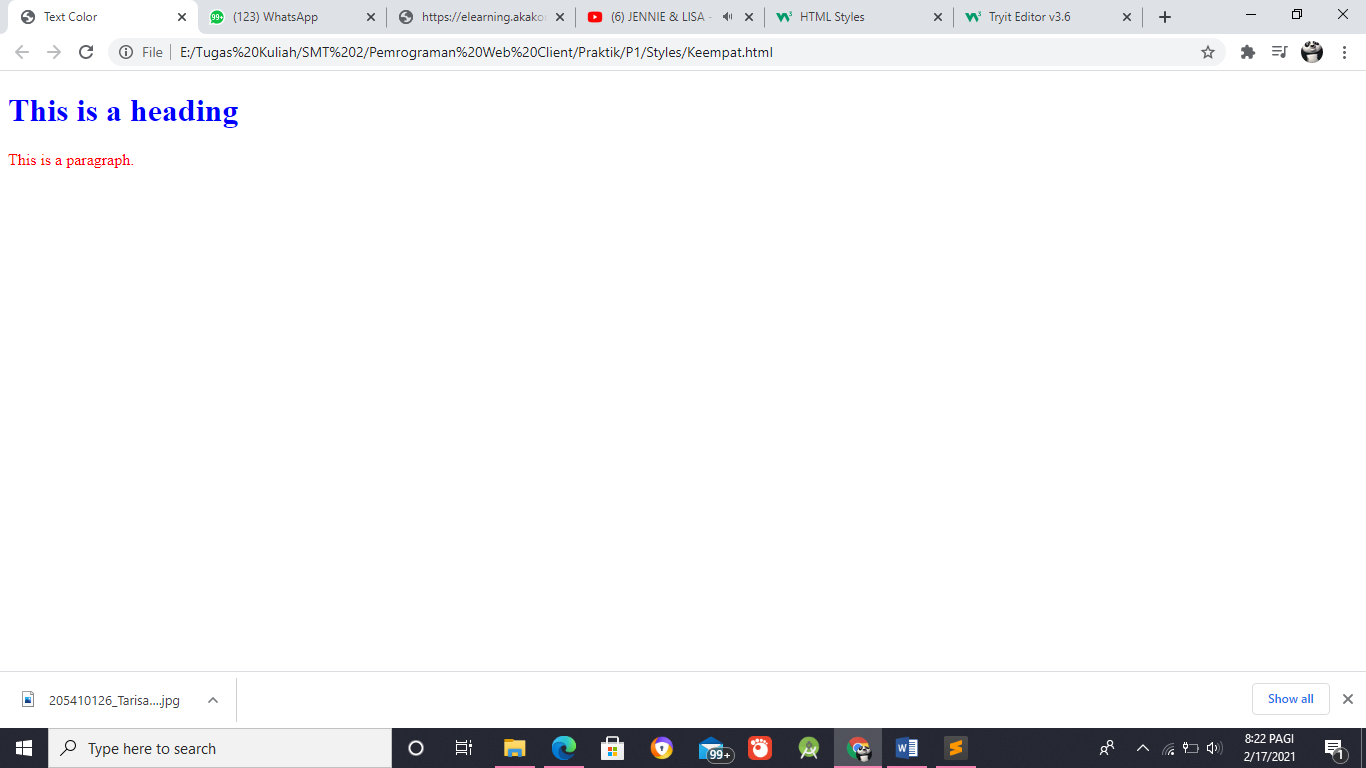 Text Color
(123) WhatsApp
https://elearning.akako
(6) JENNIE & LISA -
HTML Styles
Tryit Editor v3.6
File
E:/Tugas%20Kuliah/SMT%202/Pemrograman%20Web%20Client/Praktik/P1/Styles/Keempat.html
This is a heading
This is a paragraph.
205410126_Tarisa....jpg
Show all
Type here to search
99+
8:22 PAGI
2/17/2021
1